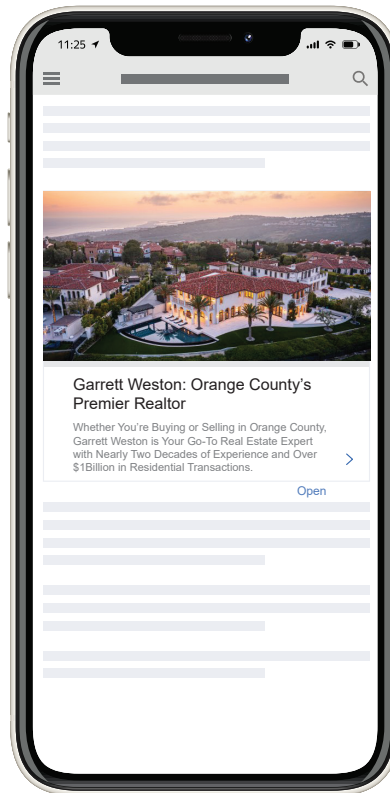 11:25
Garrett Weston: Orange County’s
Premier Realtor
Whether You’re Buying or Selling in Orange County,
Garrett Weston is Your Go-To Real Estate Expert
with Nearly Two Decades of Experience and Over
$1Billion in Residential Transactions.
Open